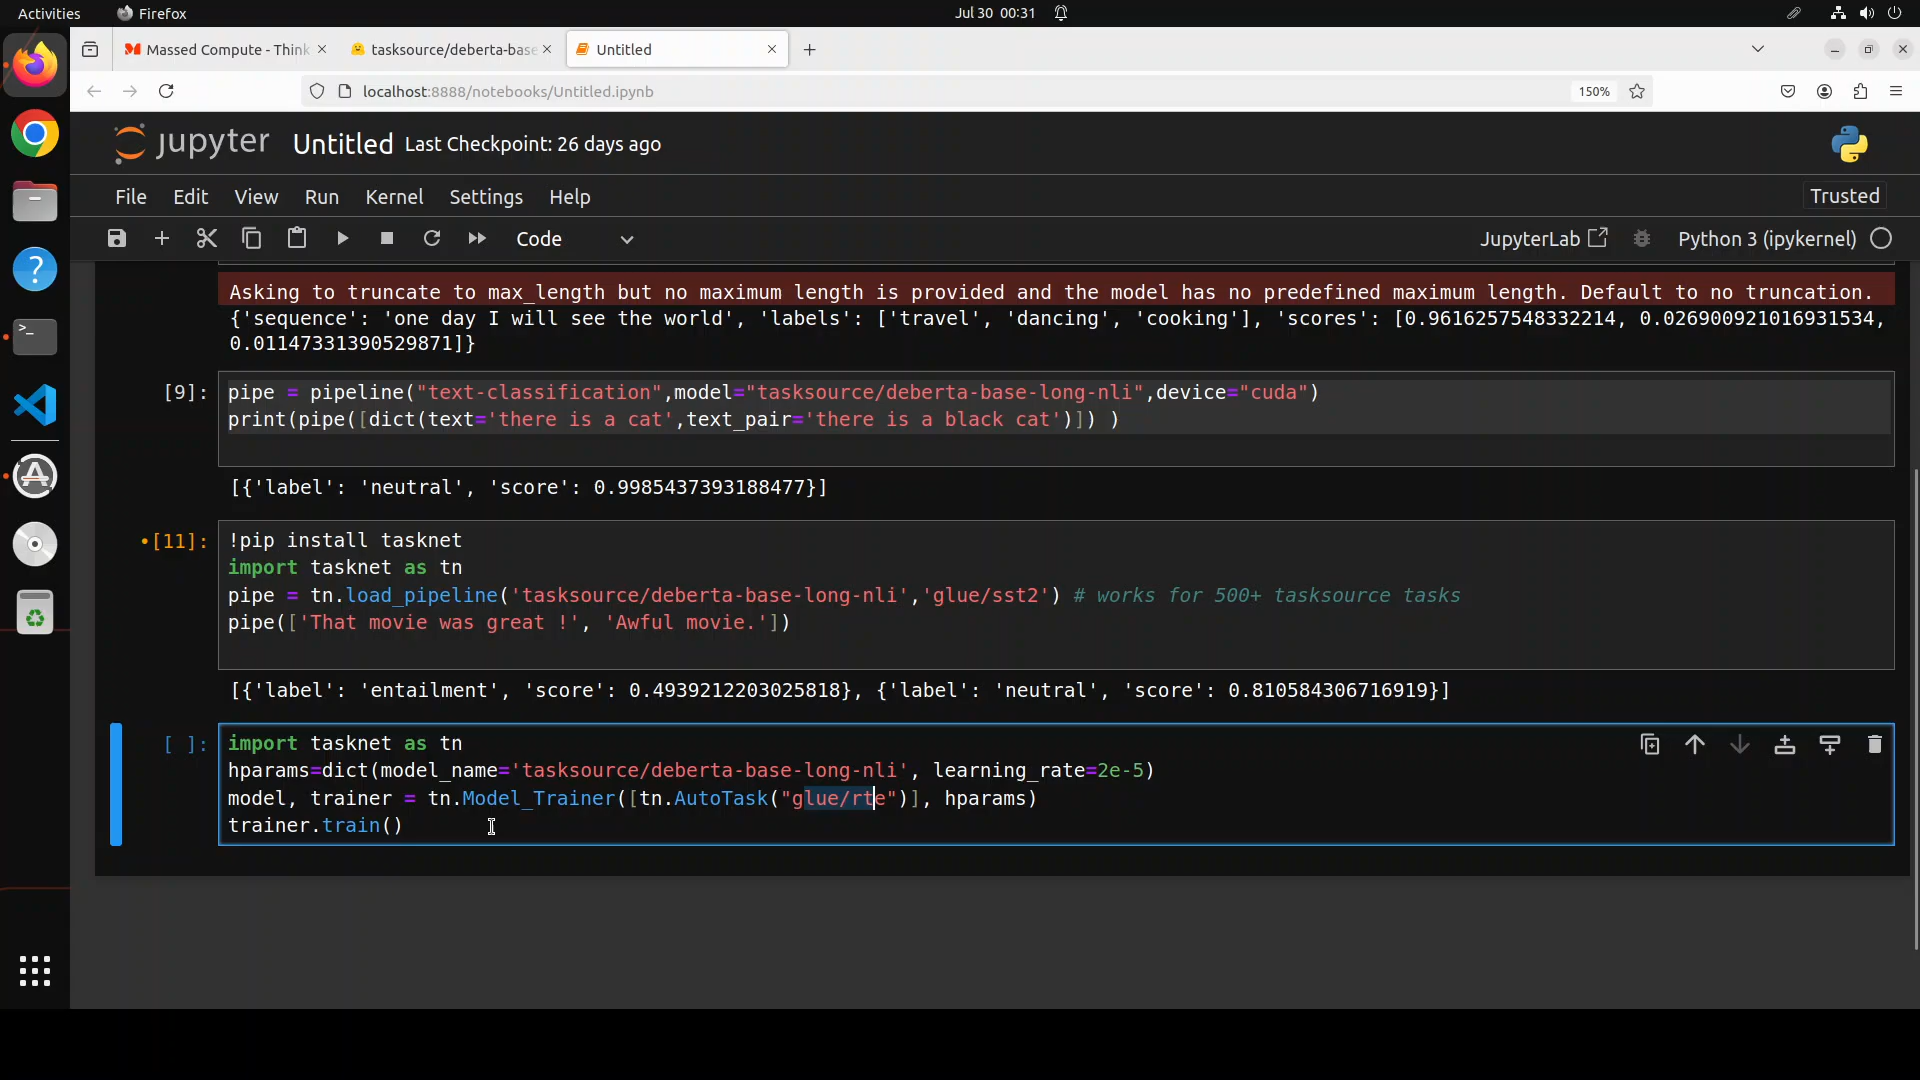 Activities
Firefox
Jul 30 00:31
Massed Compute - Think
tasksource/deberta-base
Untitled
localhost:8888/notebooks/Untitled.ipynb
150%
jupyter Untitled Last Checkpoint: 26 days ago
File Edit View Run Kernel Settings Help
Trusted
Code
JupyterLab
Python 3 (ipykernel)
Asking to truncate to max_length but no maximum length is provided and the model has no predefined maximum length. Default to no truncation.
{'sequence': 'one day I will see the world', 'labels': ['travel', 'dancing', 'cooking'], 'scores': [0.9616257548332214, 0.026900921016931534,
0.01147331390529871]}
[9]:
pipe = pipeline("text-classification",model="tasksource/deberta-base-long-nli",device="cuda")
print(pipe([dict(text='there is a cat',text_pair='there is a black cat')]) )
[{'label': 'neutral', 'score': 0.9985437393188477}]
•[11]:
!pip install tasknet
import tasknet as tn
pipe = tn.load_pipeline('tasksource/deberta-base-long-nli','glue/sst2') # works for 500+ tasksource tasks
pipe(['That movie was great !', 'Awful movie.'])
[{'label': 'entailment', 'score': 0.4939212203025818}, {'label': 'neutral', 'score': 0.810584306716919}]
[ ]:
import tasknet as tn
hparams=dict(model_name='tasksource/deberta-base-long-nli', learning_rate=2e-5)
model, trainer = tn.Model_Trainer([tn.AutoTask("glue/rte")], hparams)
trainer.train()